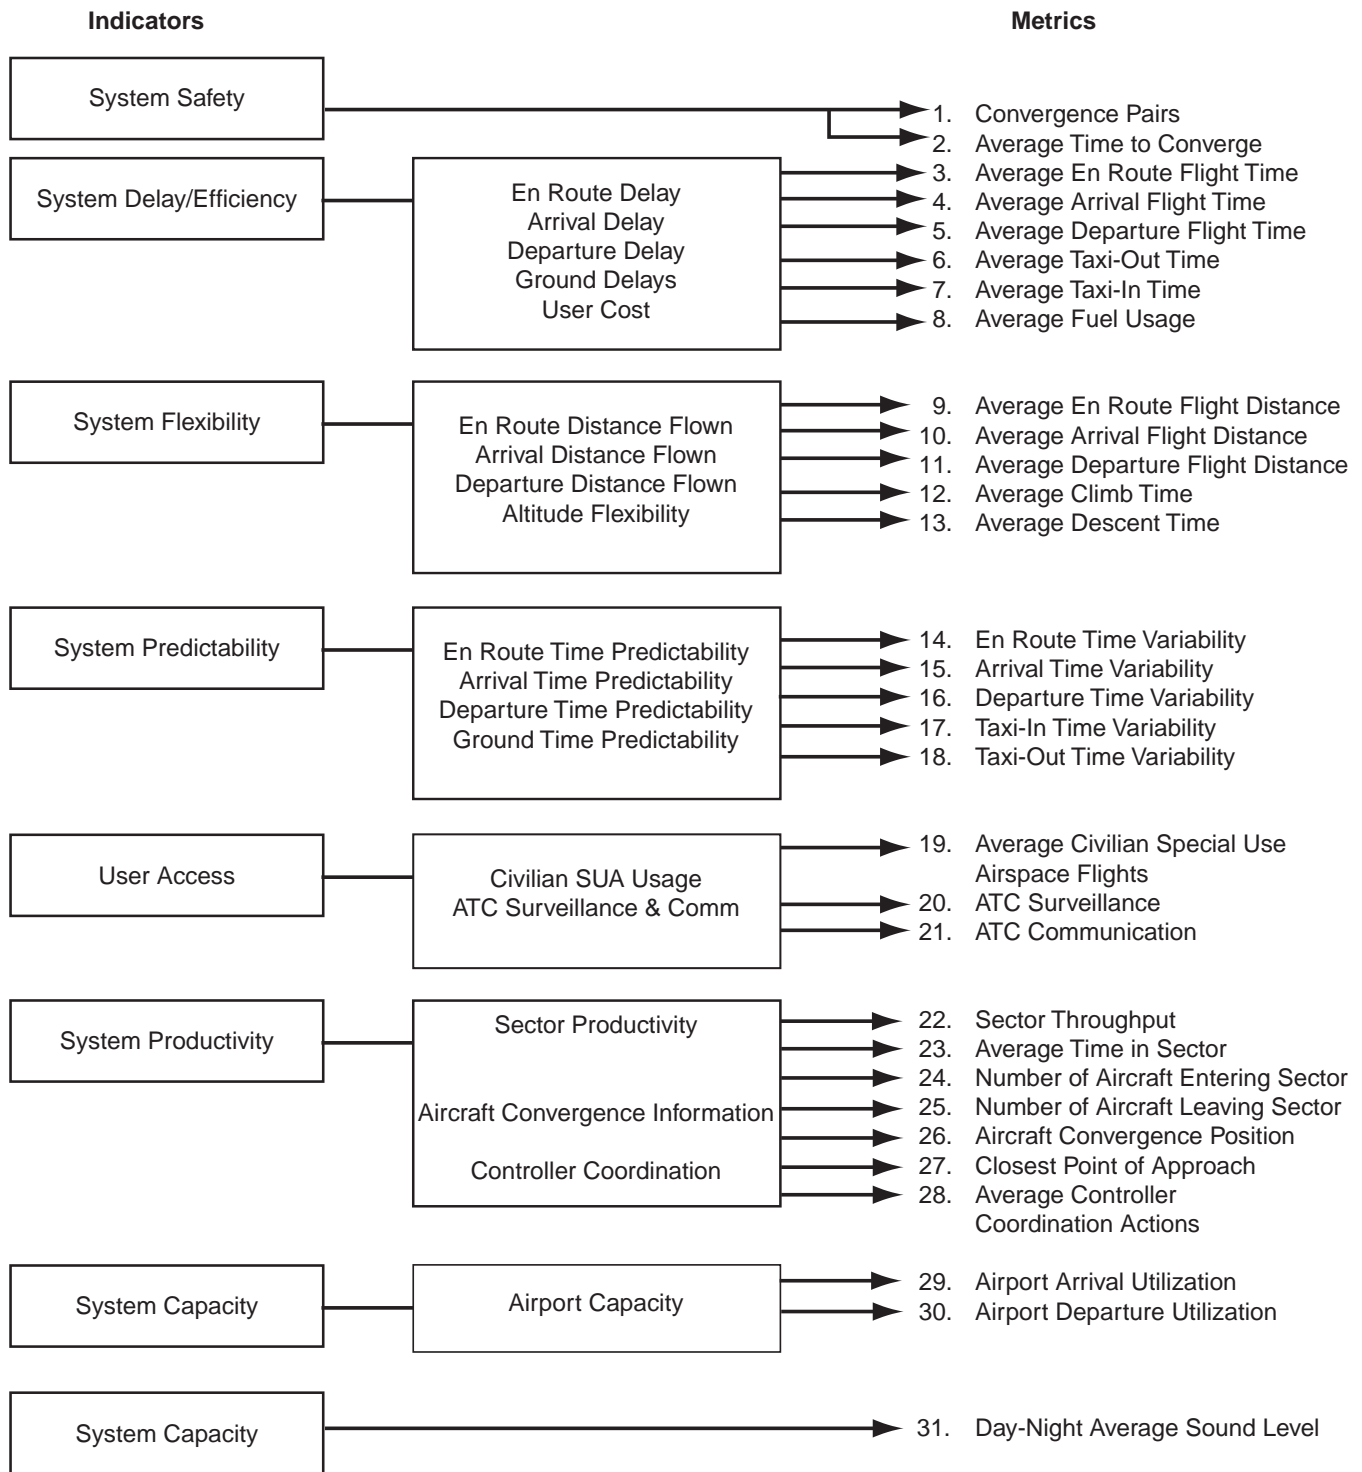 Indicators
Metrics
System Safety
1. Convergence Pairs
2. Average Time to Converge
System Delay/Efficiency
En Route Delay
Arrival Delay
Departure Delay
Ground Delays
User Cost
3. Average En Route Flight Time
4. Average Arrival Flight Time
5. Average Departure Flight Time
6. Average Taxi-Out Time
7. Average Taxi-In Time
8. Average Fuel Usage
System Flexibility
En Route Distance Flown
Arrival Distance Flown
Departure Distance Flown
Altitude Flexibility
9. Average En Route Flight Distance
10. Average Arrival Flight Distance
11. Average Departure Flight Distance
12. Average Climb Time
13. Average Descent Time
System Predictability
En Route Time Predictability
Arrival Time Predictability
Departure Time Predictability
Ground Time Predictability
14. En Route Time Variability
15. Arrival Time Variability
16. Departure Time Variability
17. Taxi-In Time Variability
18. Taxi-Out Time Variability
User Access
Civilian SUA Usage
ATC Surveillance & Comm
19. Average Civilian Special Use
Airspace Flights
20. ATC Surveillance
21. ATC Communication
System Productivity
Sector Productivity
Aircraft Convergence Information
Controller Coordination
22. Sector Throughput
23. Average Time in Sector
24. Number of Aircraft Entering Sector
25. Number of Aircraft Leaving Sector
26. Aircraft Convergence Position
27. Closest Point of Approach
28. Average Controller
Coordination Actions
System Capacity
Airport Capacity
29. Airport Arrival Utilization
30. Airport Departure Utilization
System Capacity
31. Day-Night Average Sound Level